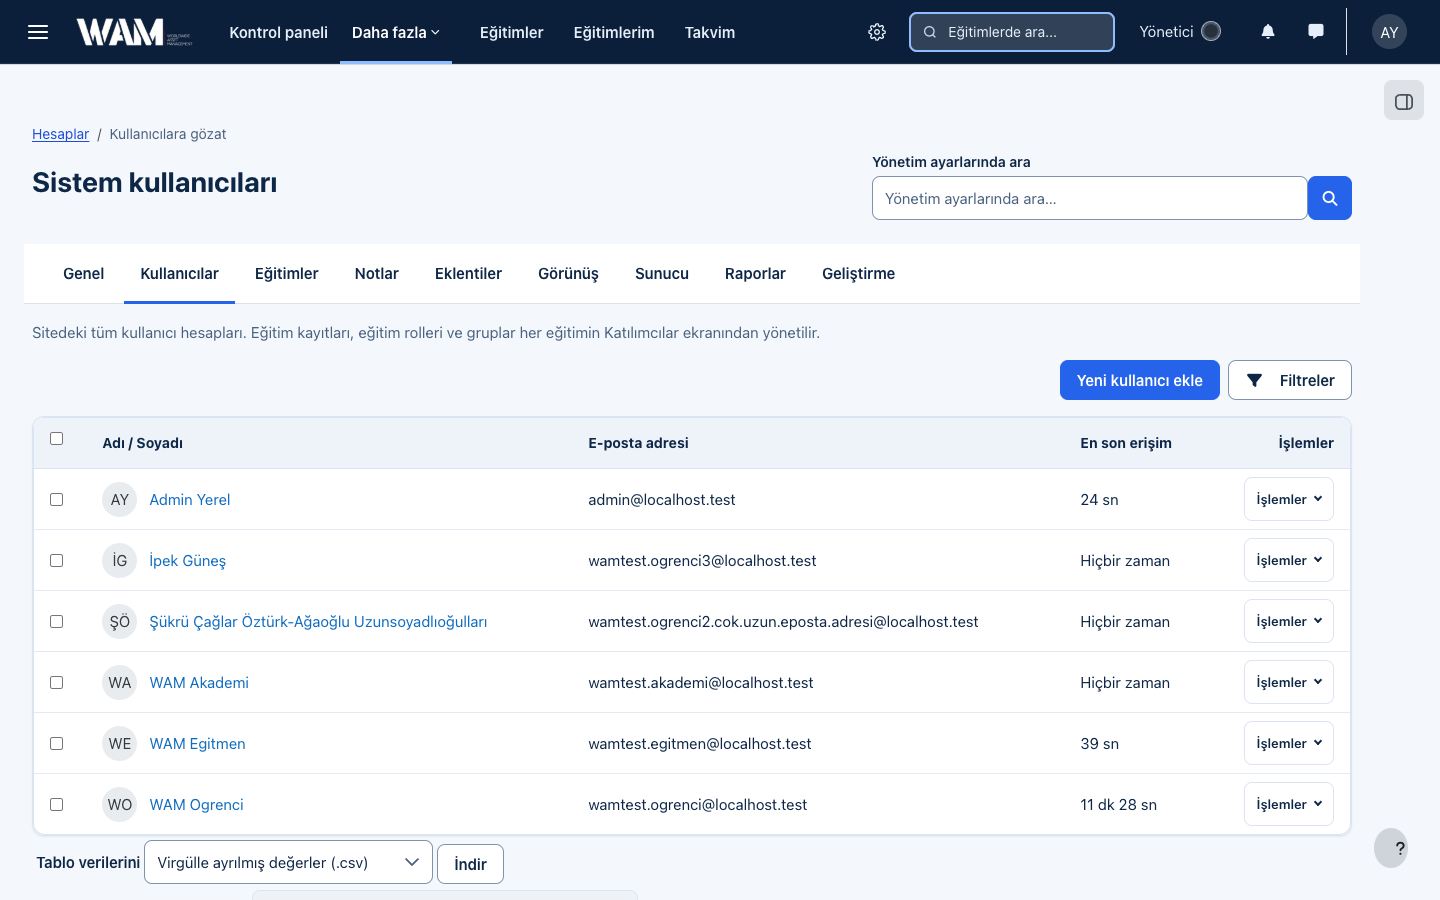 WAM WORLDWIDE ASSET MANAGEMENT
Kontrol paneli
Daha fazla
Eğitimler
Eğitimlerim
Takvim
Eğitimlerde ara...
Yönetici
AY
Hesaplar / Kullanıcılara gözat
Sistem kullanıcıları
Yönetim ayarlarında ara
Yönetim ayarlarında ara...
Genel
Kullanıcılar
Eğitimler
Notlar
Eklentiler
Görünüş
Sunucu
Raporlar
Geliştirme
Sitedeki tüm kullanıcı hesapları. Eğitim kayıtları, eğitim rolleri ve gruplar her eğitimin Katılımcılar ekranından yönetilir.
Yeni kullanıcı ekle
Filtreler
Adı / Soyadı E-posta adresi En son erişim İşlemler
AY Admin Yerel admin@localhost.test 24 sn İşlemler
İG İpek Güneş wamtest.ogrenci3@localhost.test Hiçbir zaman İşlemler
ŞÖ Şükrü Çağlar Öztürk-Ağaoğlu Uzunsoyadlıoğulları wamtest.ogrenci2.cok.uzun.eposta.adresi@localhost.test Hiçbir zaman İşlemler
WA WAM Akademi wamtest.akademi@localhost.test Hiçbir zaman İşlemler
WE WAM Egitmen wamtest.egitmen@localhost.test 39 sn İşlemler
WO WAM Ogrenci wamtest.ogrenci@localhost.test 11 dk 28 sn İşlemler
Tablo verilerini Virgülle ayrılmış değerler (.csv) İndir
?